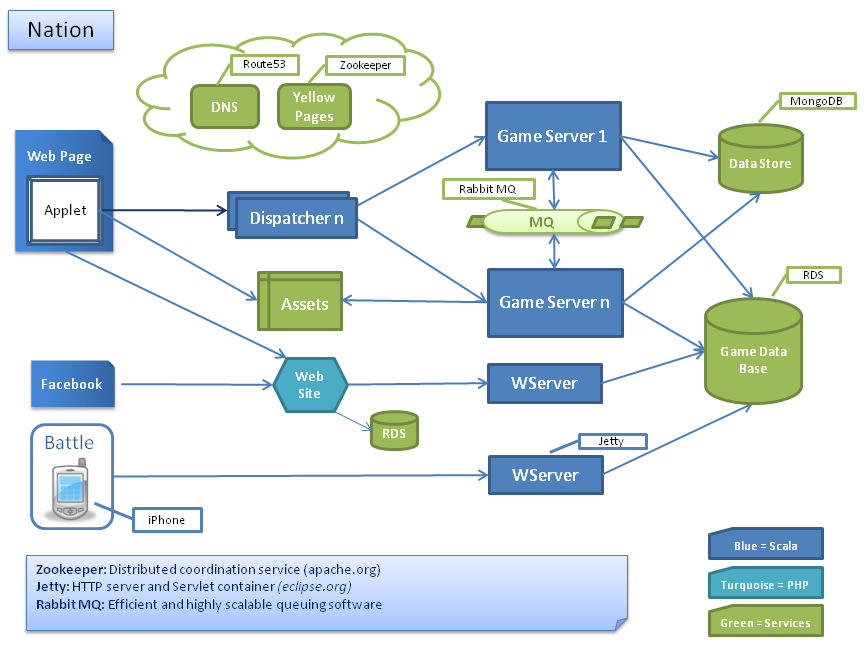 Nation
Route53
Zookeeper
DNS
Yellow
Pages
MongoDB
Web Page
Applet
Dispatcher n
Game Server 1
Data Store
Rabbit MQ
MQ
RDS
Assets
Game Server n
Game Data
Base
Facebook
Web
Site
WServer
RDS
Battle
Jetty
WServer
iPhone
Blue = Scala
Turquoise = PHP
Green = Services
Zookeeper: Distributed coordination service (apache.org)
Jetty: HTTP server and Servlet container (eclipse.org)
Rabbit MQ: Efficient and highly scalable queuing software